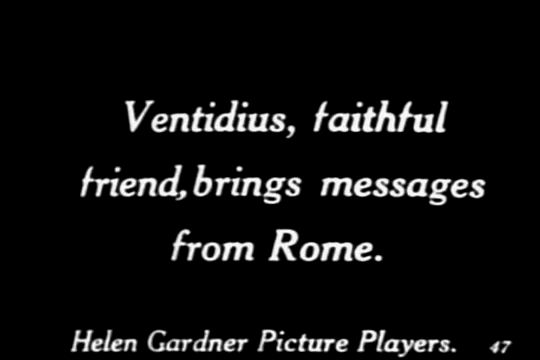 Ventidius, faithful
friend, brings messages
from Rome.
Helen Gardner Picture Players. 47